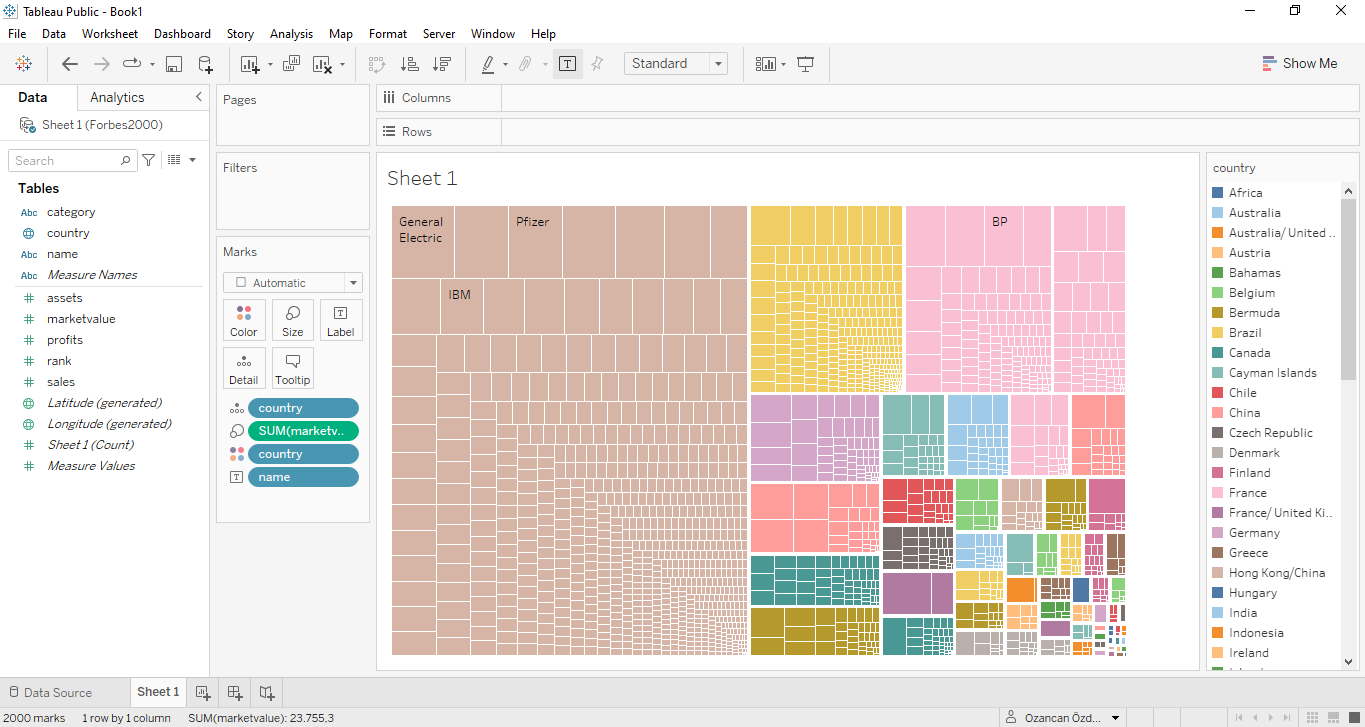 Tableau Public - Book1
File Data Worksheet Dashboard Story Analysis Map Format Server Window Help
Standard
Show Me
Data
Analytics
Sheet 1 (Forbes2000)
Search
Tables
Abc category
country
Abc name
Abc Measure Names
# assets
# marketvalue
# profits
# rank
# sales
Latitude (generated)
Longitude (generated)
# Sheet 1 (Count)
# Measure Values
Pages
Filters
Marks
Automatic
Color
Size
T
Label
Detail
Tooltip
country
SUM(marketv..
country
T name
Columns
Rows
Sheet 1
General
Electric
Pfizer
BP
IBM
country
Africa
Australia
Australia/ United ..
Austria
Bahamas
Belgium
Bermuda
Brazil
Canada
Cayman Islands
Chile
China
Czech Republic
Denmark
Finland
France
France/ United Ki..
Germany
Greece
Hong Kong/China
Hungary
India
Indonesia
Ireland
Data Source
Sheet 1
2000 marks
1 row by 1 column
SUM(marketvalue): 23.755,3
Ozancan Özd...